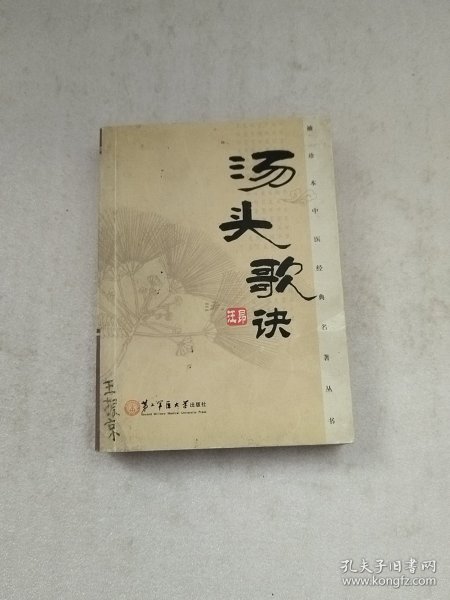 汤头歌诀
汪昂
袖珍本中医经典名著丛书
第二军医大学出版社
Second Military Medical University Press
王振京
孔夫子旧书网
www.kongfz.com